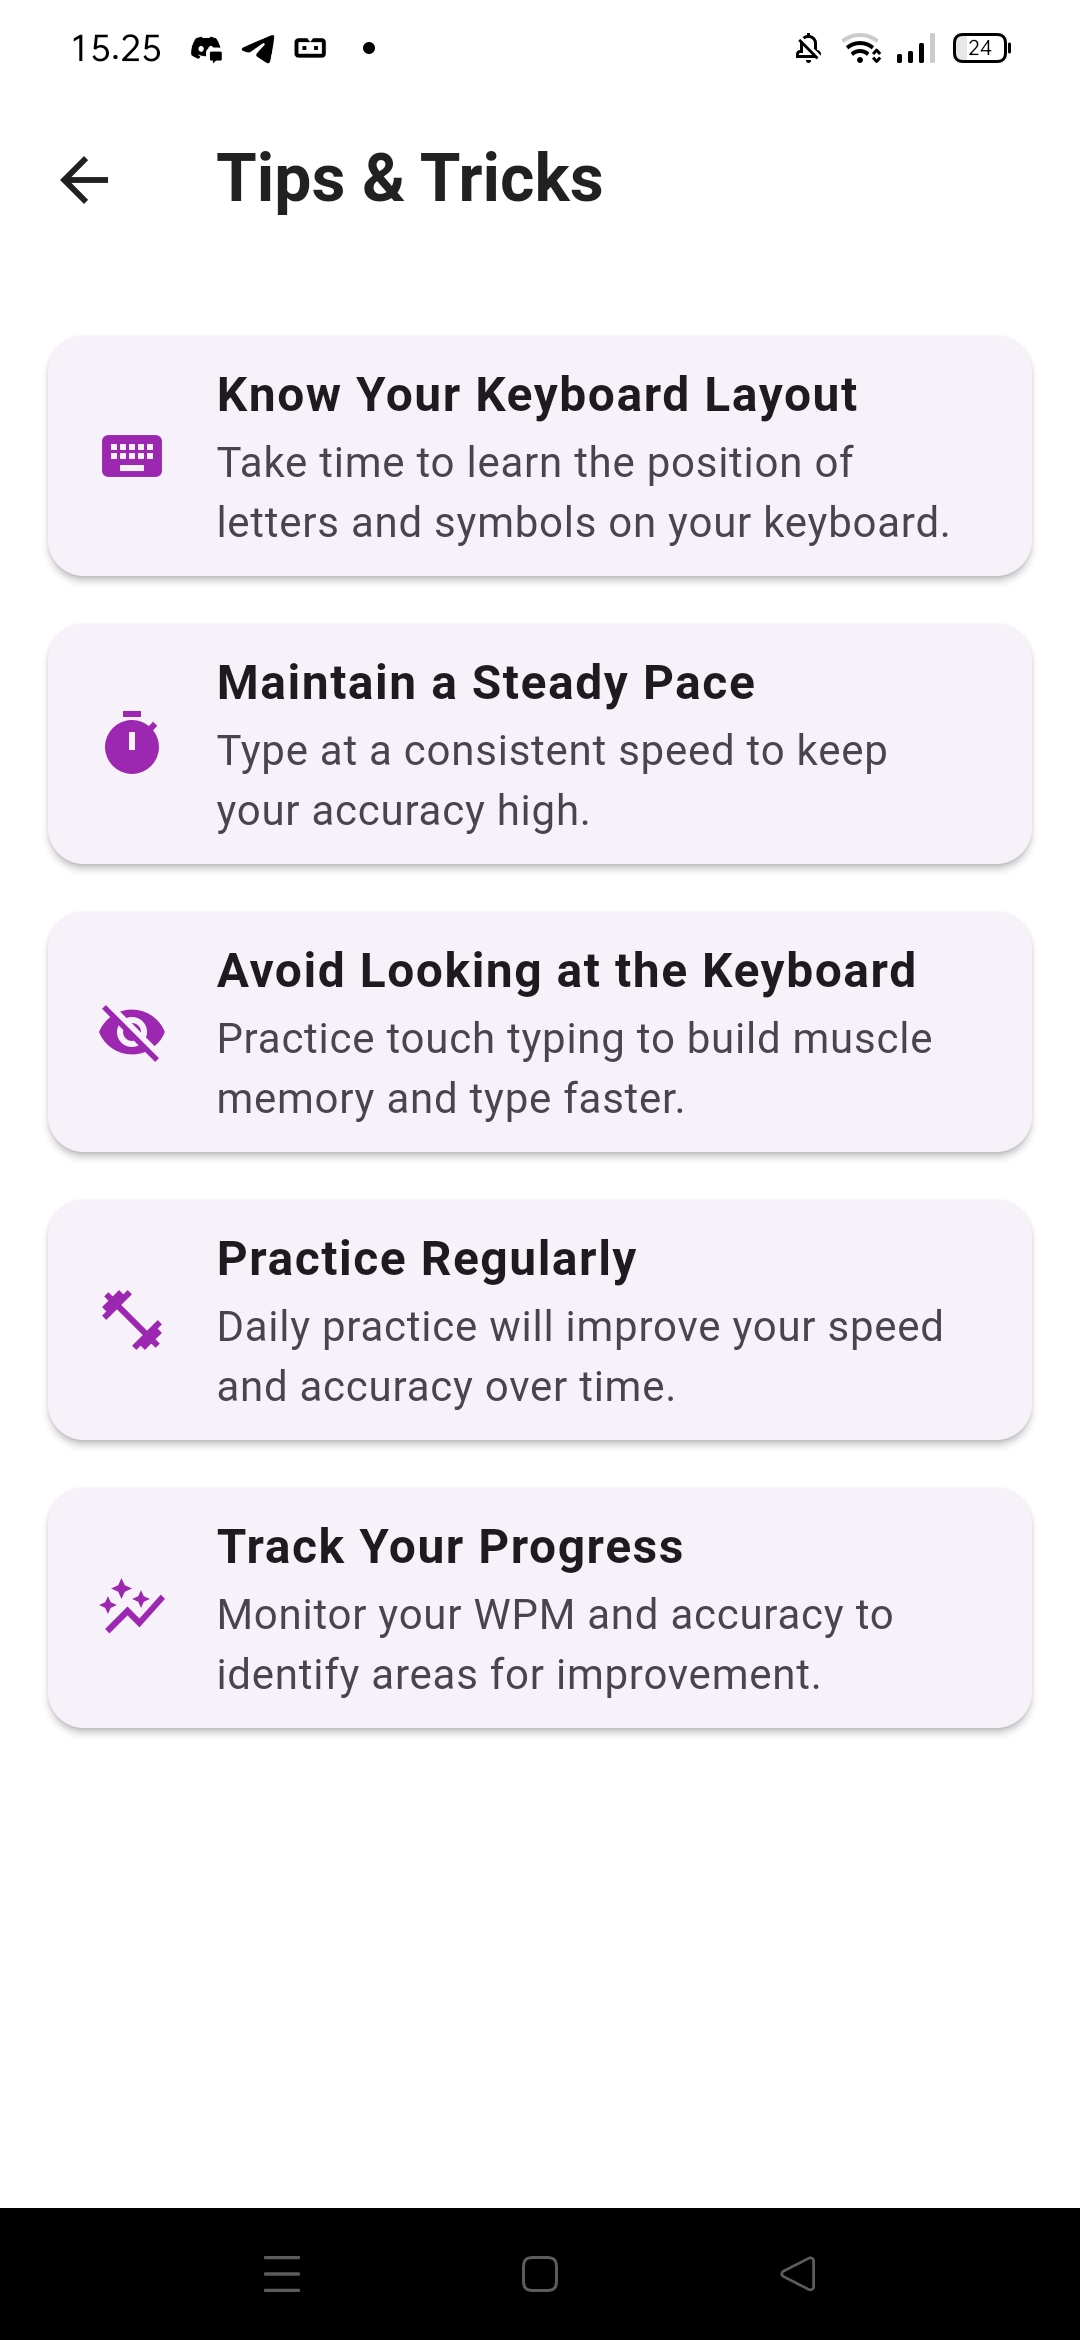 15.25
24
Tips & Tricks
Know Your Keyboard Layout
Take time to learn the position of
letters and symbols on your keyboard.
Maintain a Steady Pace
Type at a consistent speed to keep
your accuracy high.
Avoid Looking at the Keyboard
Practice touch typing to build muscle
memory and type faster.
Practice Regularly
Daily practice will improve your speed
and accuracy over time.
Track Your Progress
Monitor your WPM and accuracy to
identify areas for improvement.